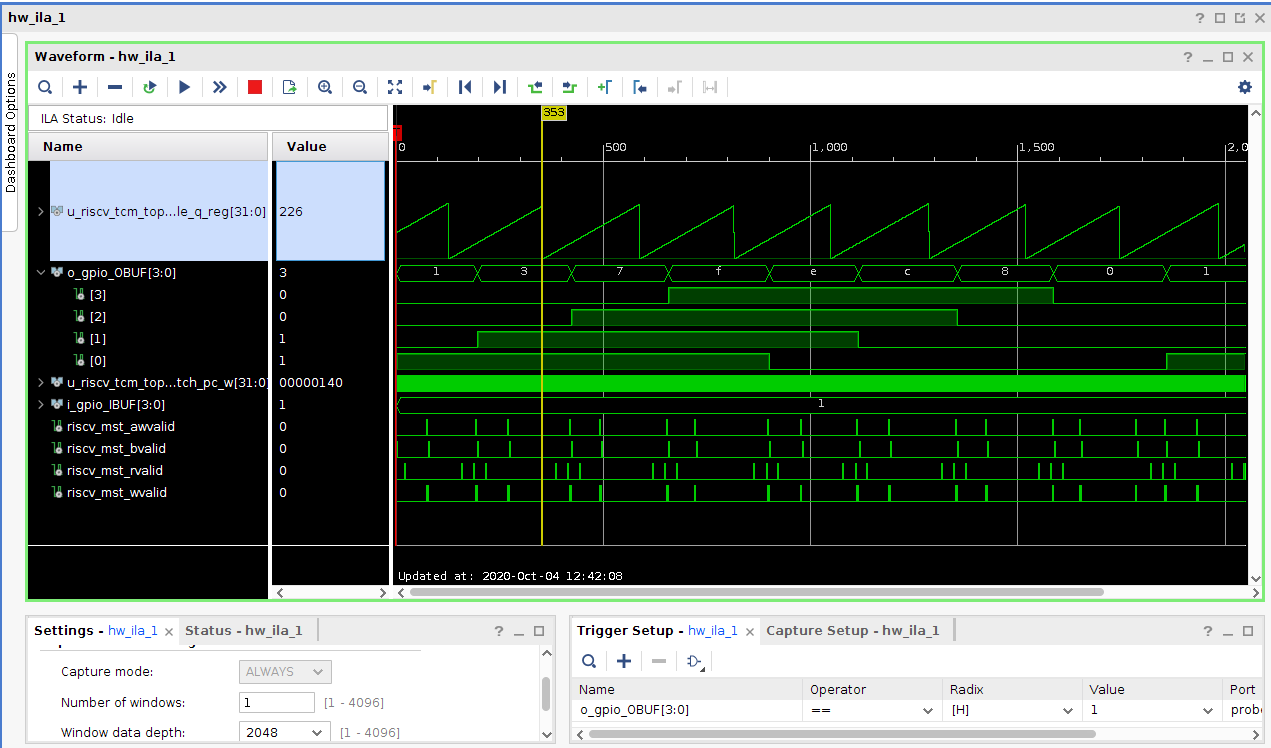 hw_ila_1
Dashboard Options
Waveform - hw_ila_1
ILA Status: Idle
Name Value
353
T
0 500 1,000 1,500 2,0
u_riscv_tcm_top...le_q_reg[31:0] 226
o_gpio_OBUF[3:0] 3 1 3 7 f e c 8 0 1
[3] 0
[2] 0
[1] 1
[0] 1
u_riscv_tcm_top...tch_pc_w[31:0] 00000140
i_gpio_IBUF[3:0] 1 1
riscv_mst_awvalid 0
riscv_mst_bvalid 0
riscv_mst_rvalid 0
riscv_mst_wvalid 0
Updated at: 2020-Oct-04 12:42:08
Settings - hw_ila_1 × Status - hw_ila_1
Capture mode: ALWAYS
Number of windows: 1 [1 - 4096]
Window data depth: 2048 [1 - 4096]
Trigger Setup - hw_ila_1 × Capture Setup - hw_ila_1
Name Operator Radix Value Port
o_gpio_OBUF[3:0] == [H] 1 probe